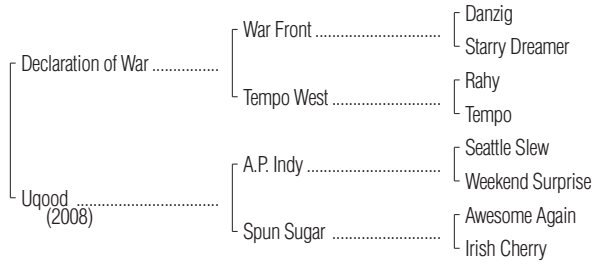 Danzig
War Front
Starry Dreamer
Declaration of War
Rahy
Tempo West
Tempo
Seattle Slew
A.P. Indy
Weekend Surprise
Uqood
(2008)
Awesome Again
Spun Sugar
Irish Cherry